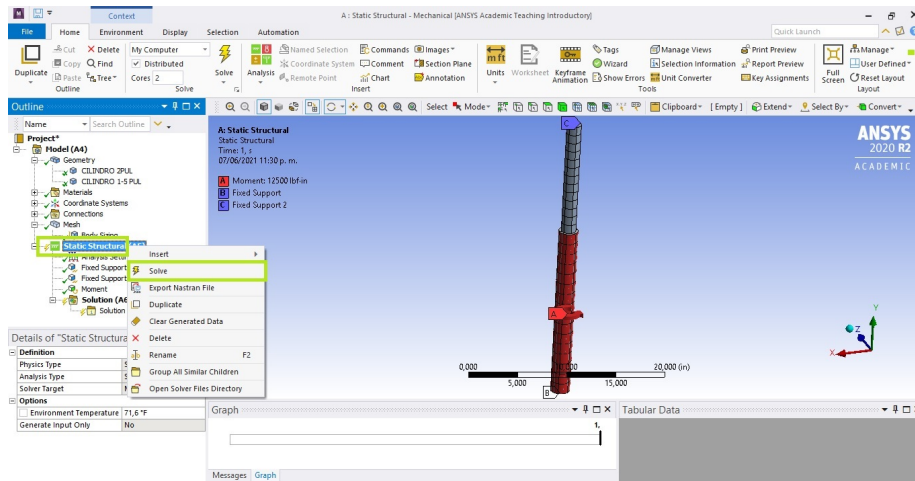 Context
A : Static Structural - Mechanical [ANSYS Academic Teaching Introductory]
File Home Environment Display Selection Automation Quick Launch
Duplicate
Cut
Copy
Paste
Delete
Find
Tree
Outline
My Computer
Distributed
Cores 2
Solve
Solve
Analysis
Named Selection
Coordinate System
Remote Point
Commands
Comment
Chart
Images
Section Plane
Annotation
Insert
Units
Worksheet
Keyframe
Animation
Tags
Wizard
Show Errors
Manage Views
Selection Information
Unit Converter
Print Preview
Report Preview
Key Assignments
Tools
Full
Screen
Manage
User Defined
Reset Layout
Layout
Outline
Name Search Outline
Select Mode Clipboard [ Empty ] Extend Select By Convert
Project*
Model (A4)
Geometry
CILINDRO 2PUL
CILINDRO 1-5 PUL
Materials
Coordinate Systems
Connections
Mesh
Body Sizing
Static Structural (A5)
Analysis Sett
Fixed Support
Fixed Support
Moment
Solution (A6
Solution
Insert
Solve
Export Nastran File
Duplicate
Clear Generated Data
Delete
Rename F2
Group All Similar Children
Open Solver Files Directory
Details of "Static Structura
Definition
Physics Type S
Analysis Type S
Solver Target M
Options
Environment Temperature 71,6 °F
Generate Input Only No
A: Static Structural
Static Structural
Time: 1, s
07/06/2021 11:30 p. m.
A Moment: 12500 lbf·in
B Fixed Support
C Fixed Support 2
C
A
B
ANSYS
2020 R2
ACADEMIC
0,000 20,000 (in)
5,000 15,000
Y
Z
X
Graph
1,
Messages Graph
Tabular Data